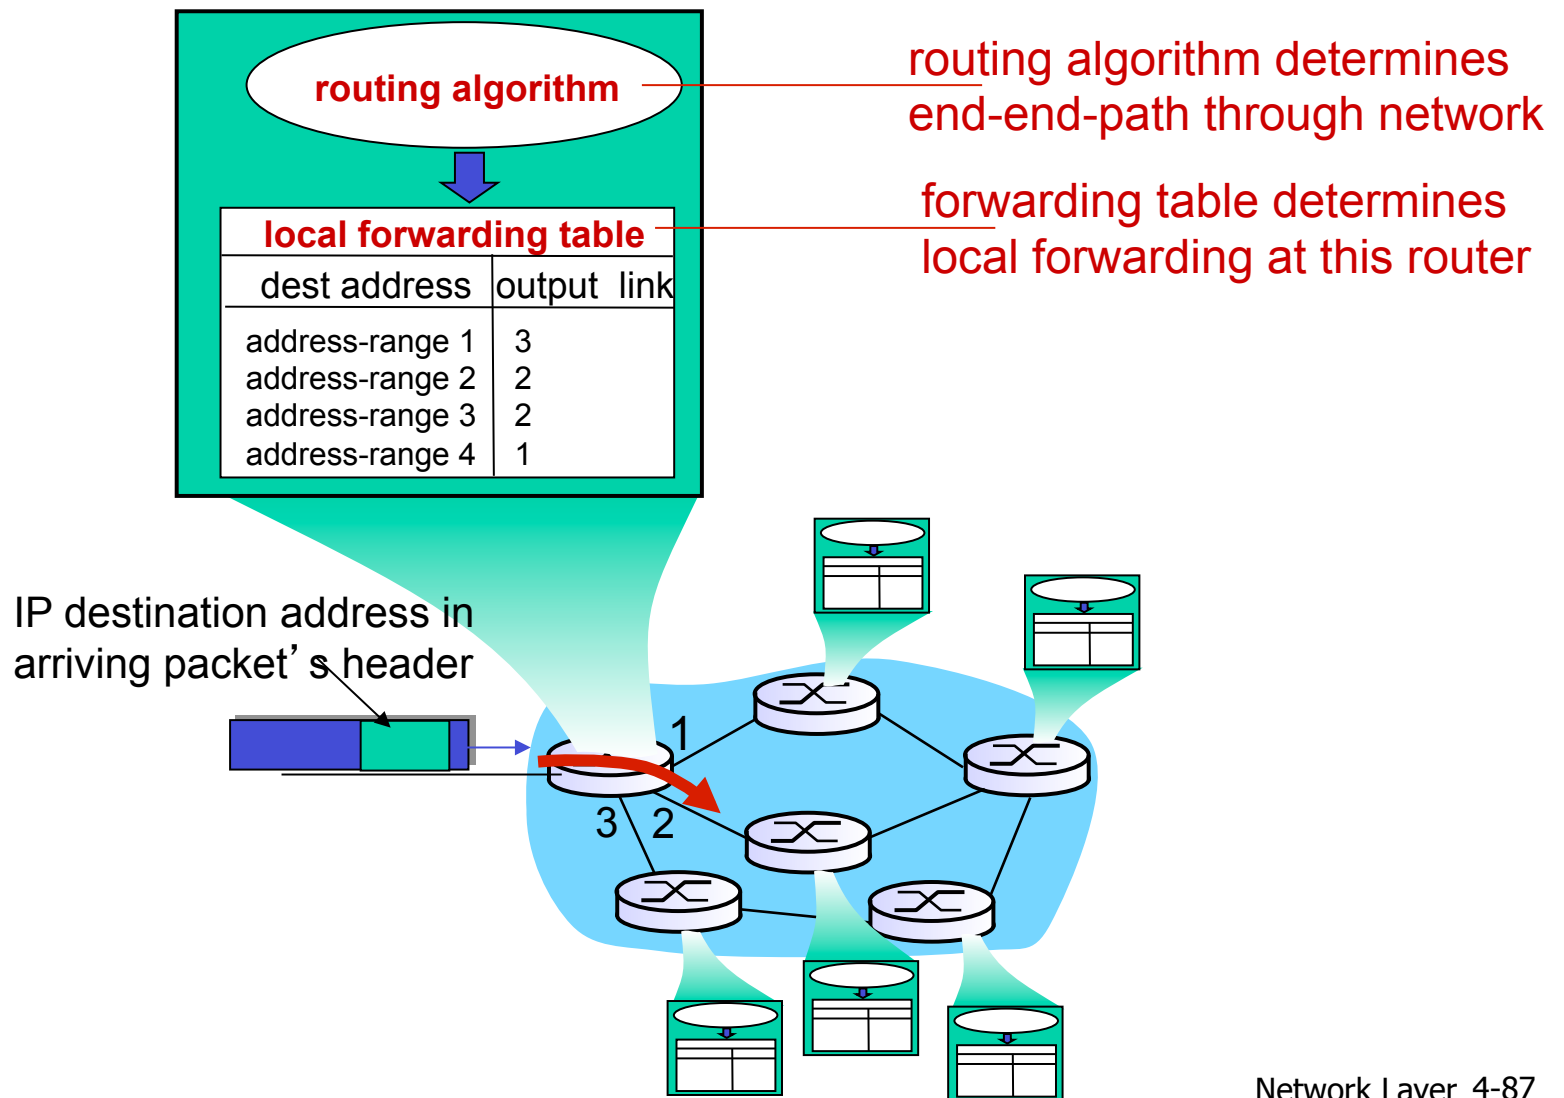 routing algorithm
routing algorithm determines
end-end-path through network
local forwarding table
forwarding table determines
local forwarding at this router
dest address output link
address-range 1 3
address-range 2 2
address-range 3 2
address-range 4 1
IP destination address in
arriving packet’s header
1
3 2
Network Layer 4-87